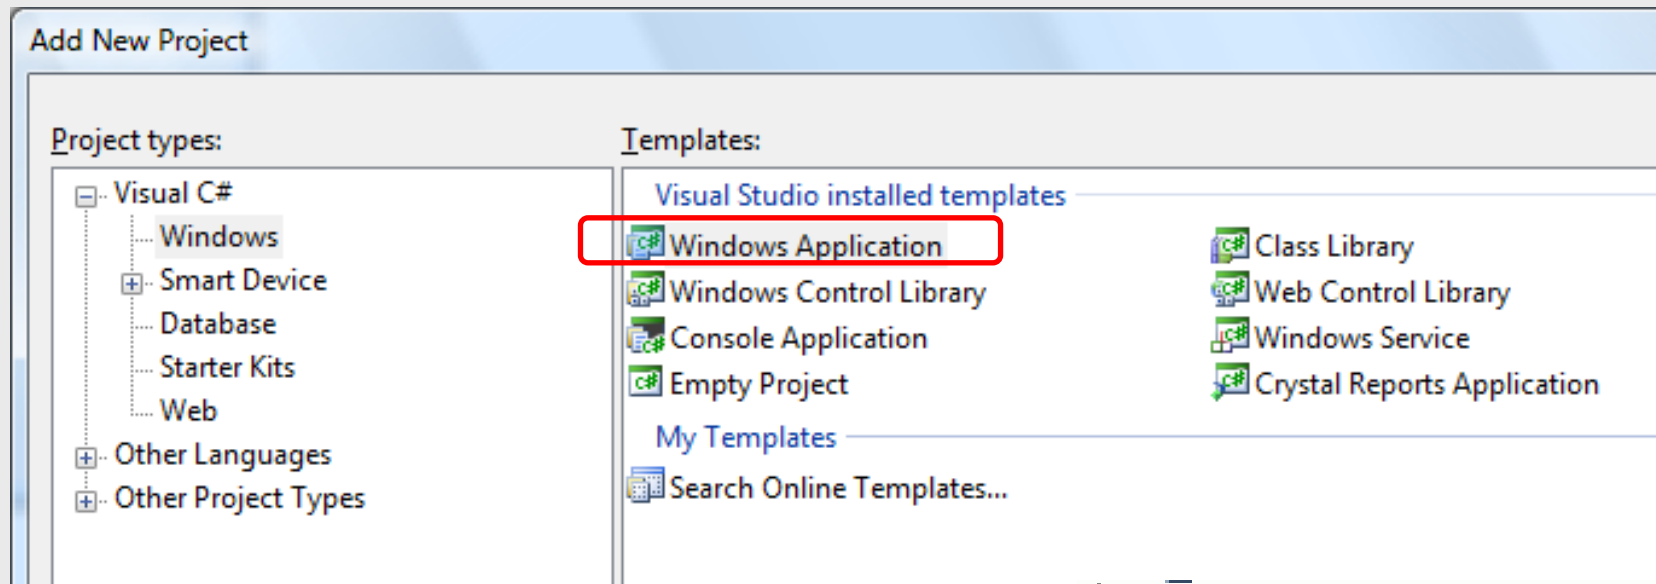 Add New Project
Project types:
Visual C#
Windows
Smart Device
Database
Starter Kits
Web
Other Languages
Other Project Types
Templates:
Visual Studio installed templates
Windows Application
Windows Control Library
Console Application
Empty Project
Class Library
Web Control Library
Windows Service
Crystal Reports Application
My Templates
Search Online Templates...